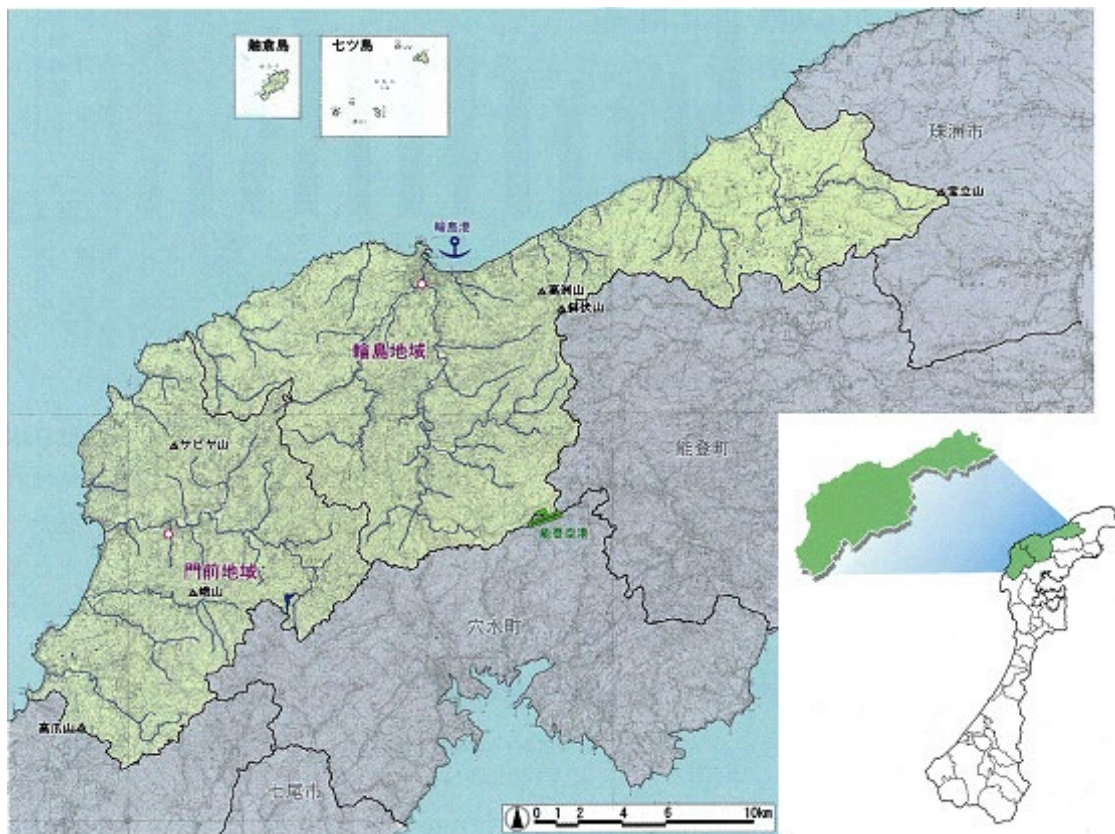 舳倉島
七ツ島
珠洲市
宝立山
輪島港
高洲山
鉢伏山
輪島地域
サビヤ山
能登町
能登空港
門前地域
穴水町
高爪山
七尾市
0 1 2 4 6 10km